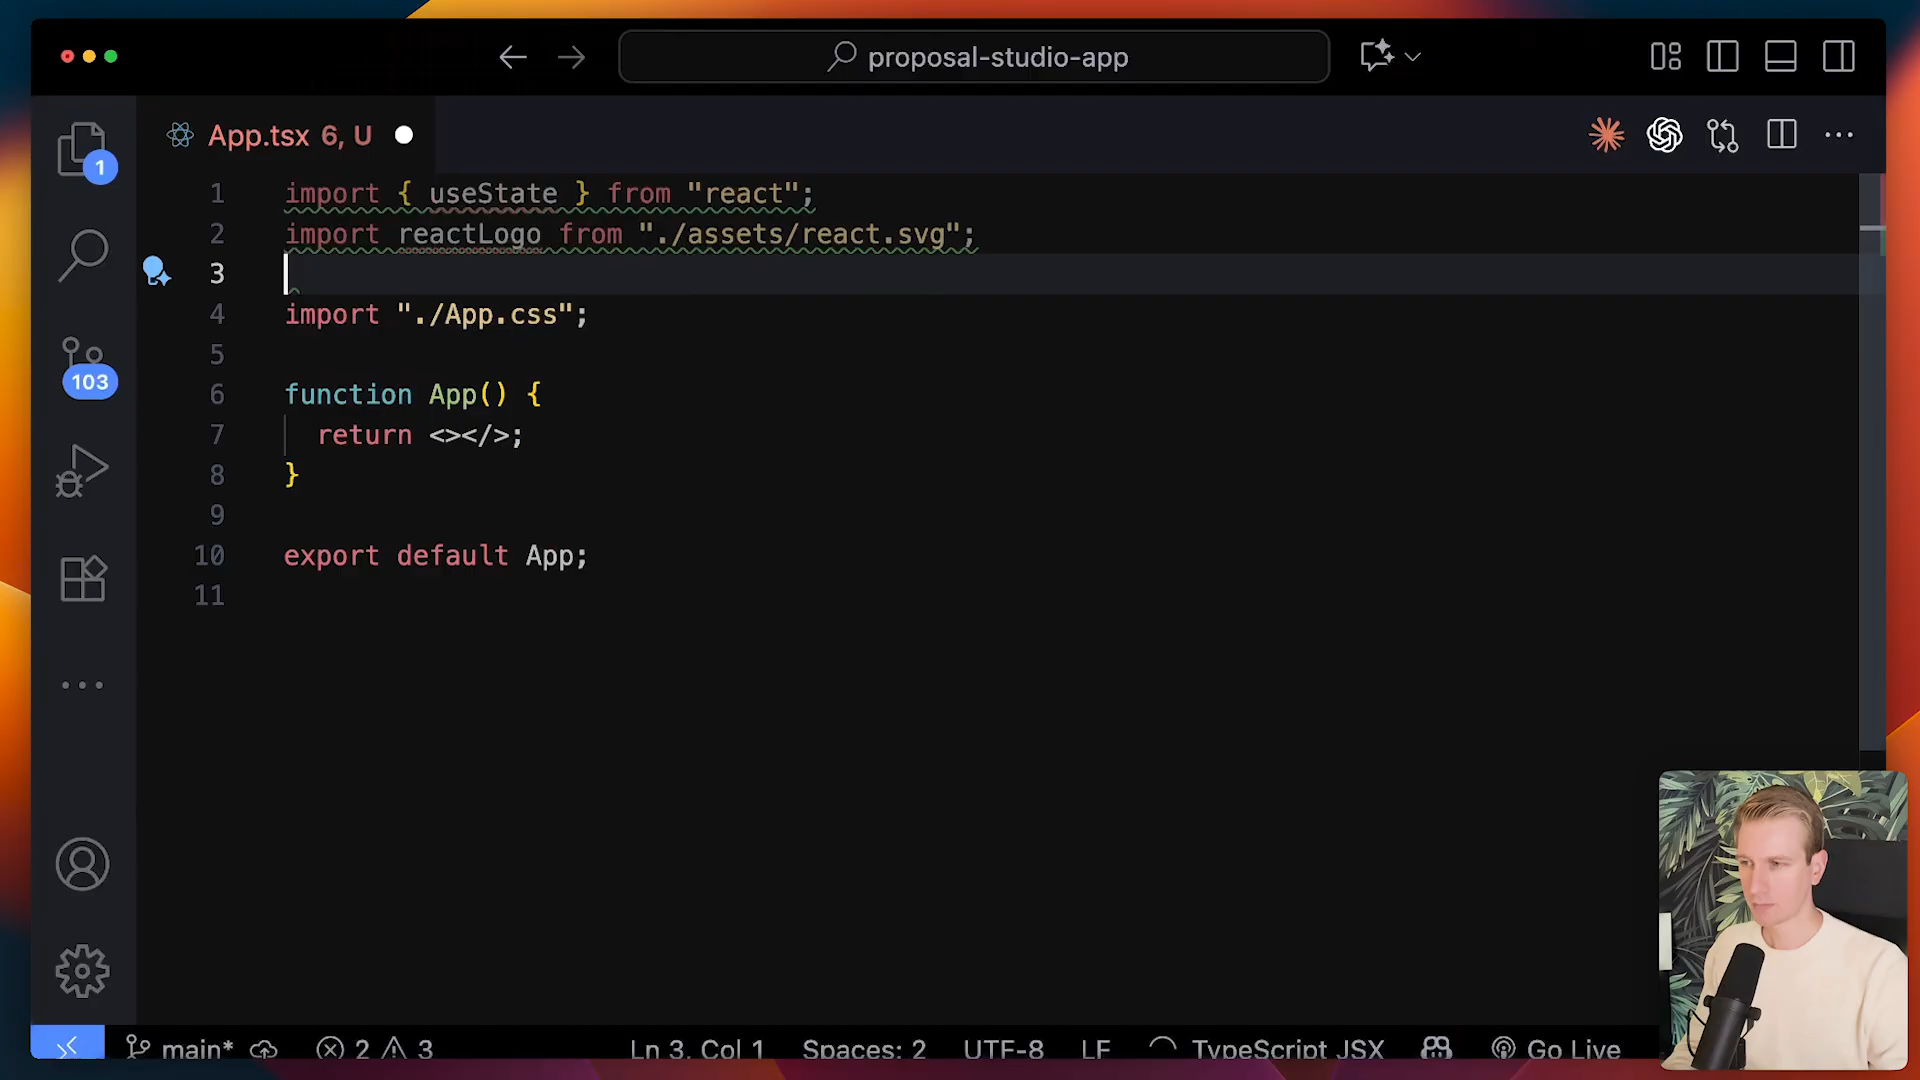 proposal-studio-app
App.tsx 6, U
1
103
1 import { useState } from "react";
2 import reactLogo from "./assets/react.svg";
3
4 import "./App.css";
5
6 function App() {
7 return <></>;
8 }
9
10 export default App;
11
main* 2 3 Ln 3, Col 1 Spaces: 2 UTF-8 LF TypeScript JSX Go Live